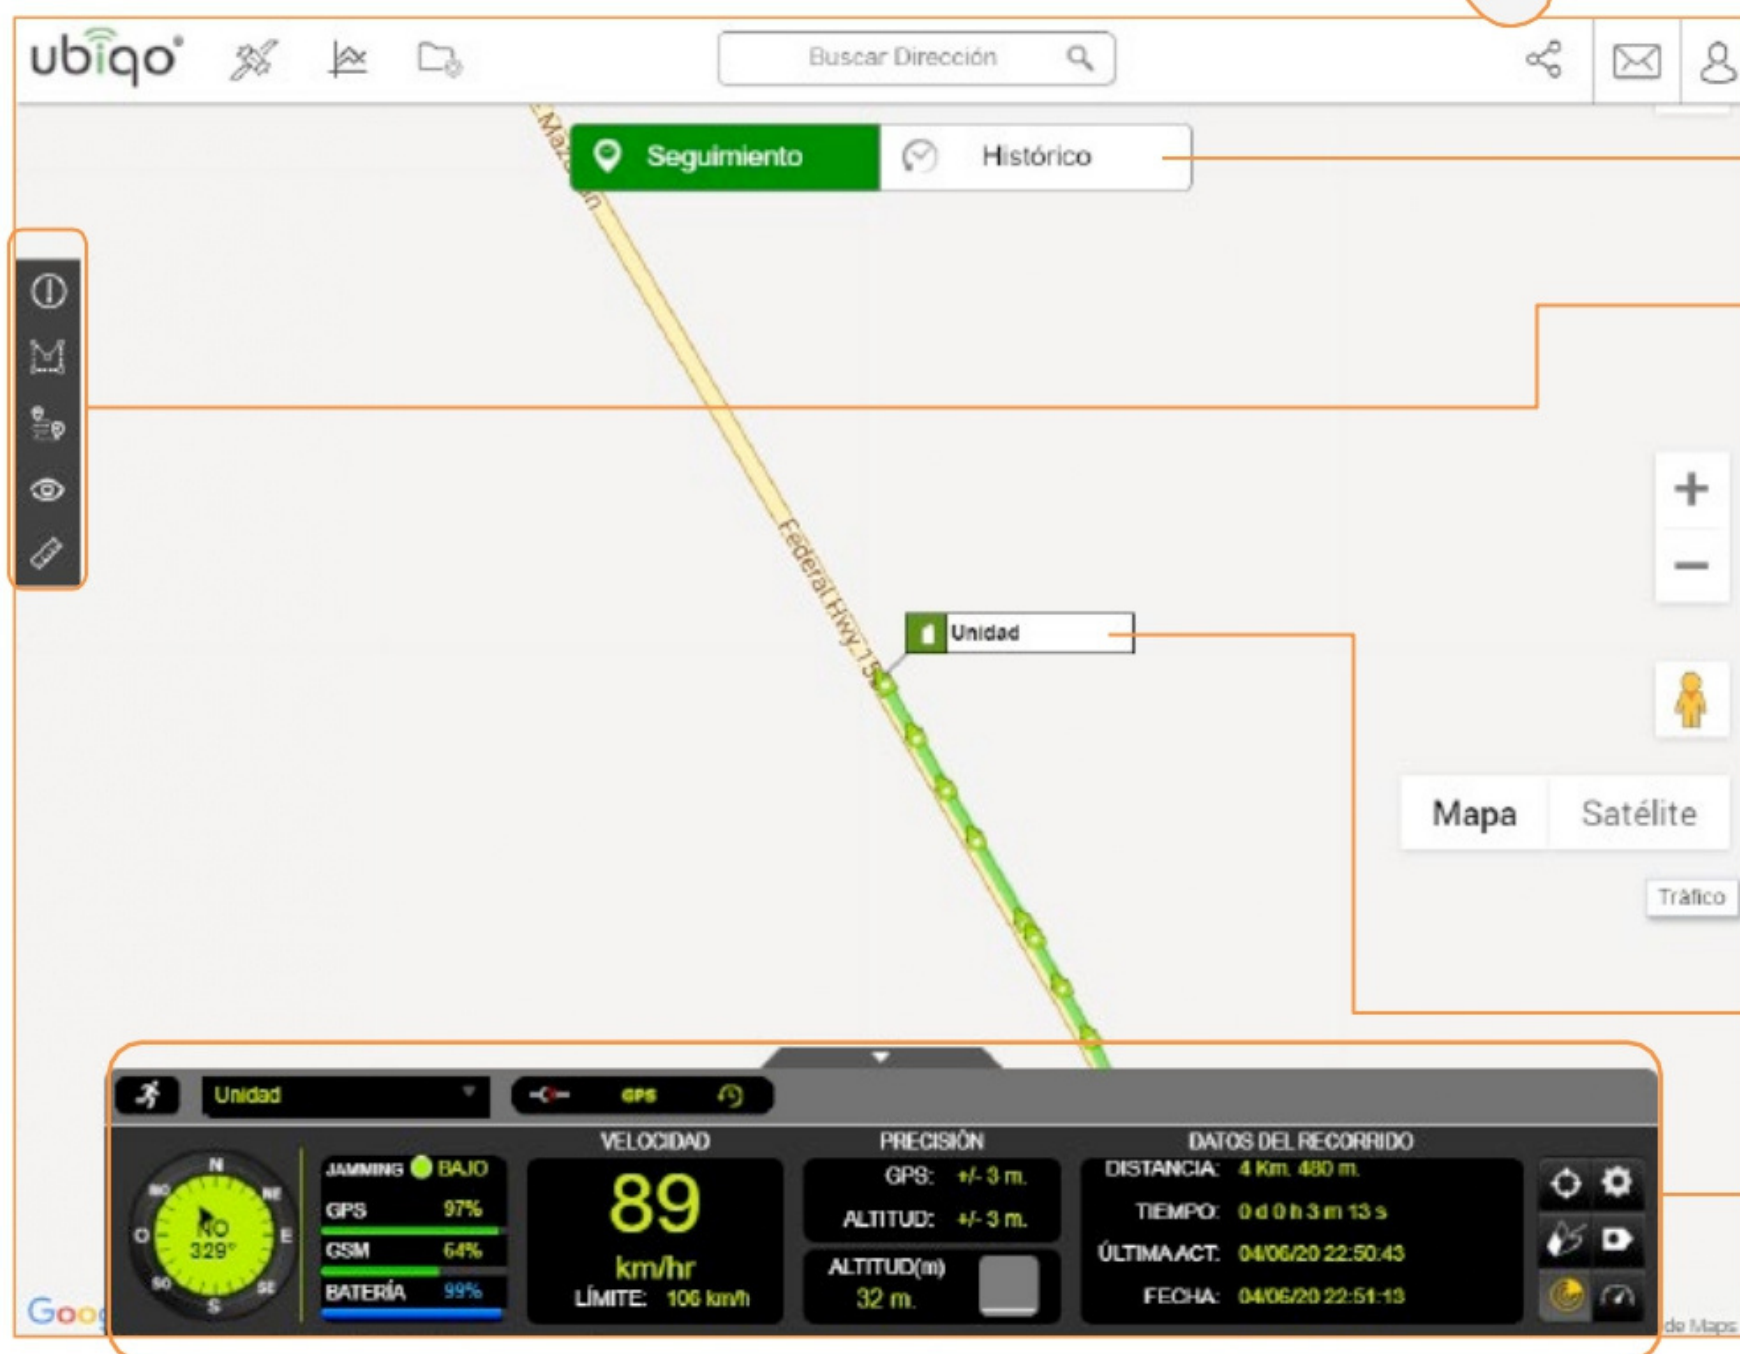 ubiqo®
Buscar Dirección
Seguimiento
Histórico
Federal Hwy 15
Unidad
Mapa
Satélite
Tráfico
Unidad
GPS
N
NE
E
SE
S
SO
O
NO
NO
329°
JAMMING BAJO
GPS 97%
GSM 64%
BATERÍA 99%
VELOCIDAD
89
km/hr
LÍMITE: 106 km/h
PRECISIÓN
GPS: +/- 3 m.
ALTITUD: +/- 3 m.
ALTITUD(m)
32 m.
DATOS DEL RECORRIDO
DISTANCIA: 4 Km. 480 m.
TIEMPO: 0 d 0 h 3 m 13 s
ÚLTIMA ACT: 04/06/20 22:50:43
FECHA: 04/06/20 22:51:13
Goog
de Maps